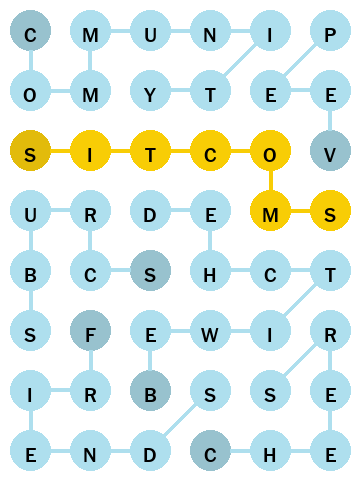 C M U N I P
O M Y T E E
S I T C O V
U R D E M S
B C S H C T
S F E W I R
I R B S S E
E N D C H E